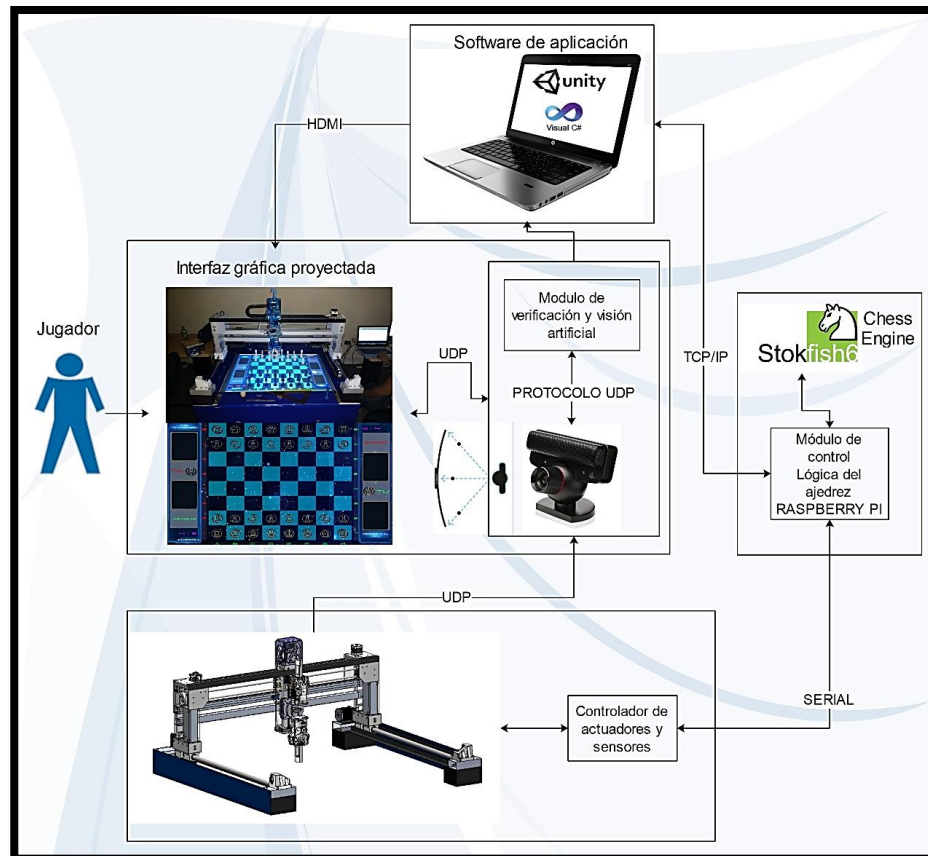 Software de aplicación
unity
Visual C#
HDMI
Interfaz gráfica proyectada
Modulo de
verificación y visión
artificial
Jugador
UDP
PROTOCOLO UDP
TCP/IP
Chess
Engine
Stokfish6
Módulo de
control
Lógica del
ajedrez
RASPBERRY PI
UDP
SERIAL
Controlador de
actuadores y
sensores